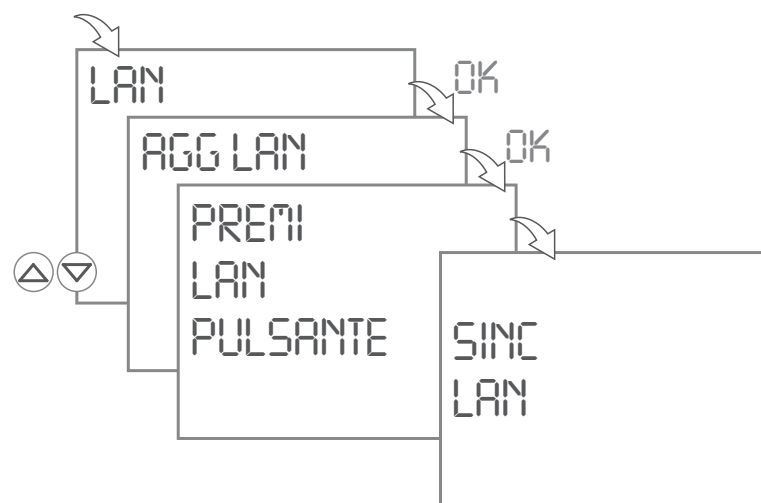 LAN
OK
AGG LAN
OK
PREMI
LAN
PULSANTE
SINC
LAN